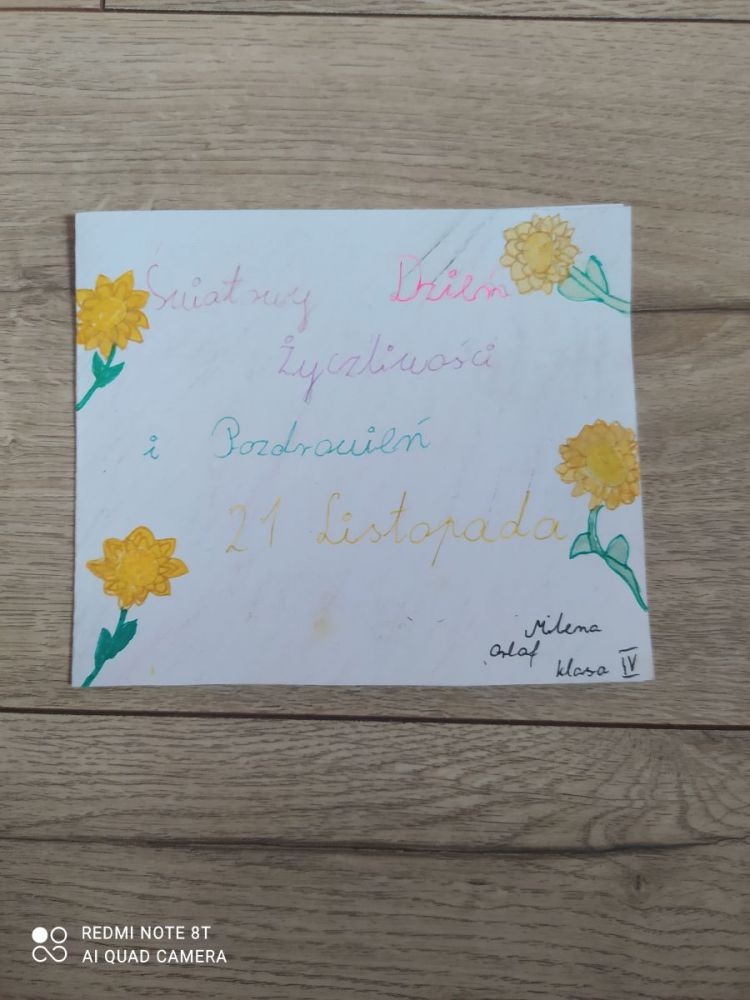 Światowy Dzień
Życzliwości
i Pozdrowień
21 Listopada
Milena
klasa IV
REDMI NOTE 8T
AI QUAD CAMERA